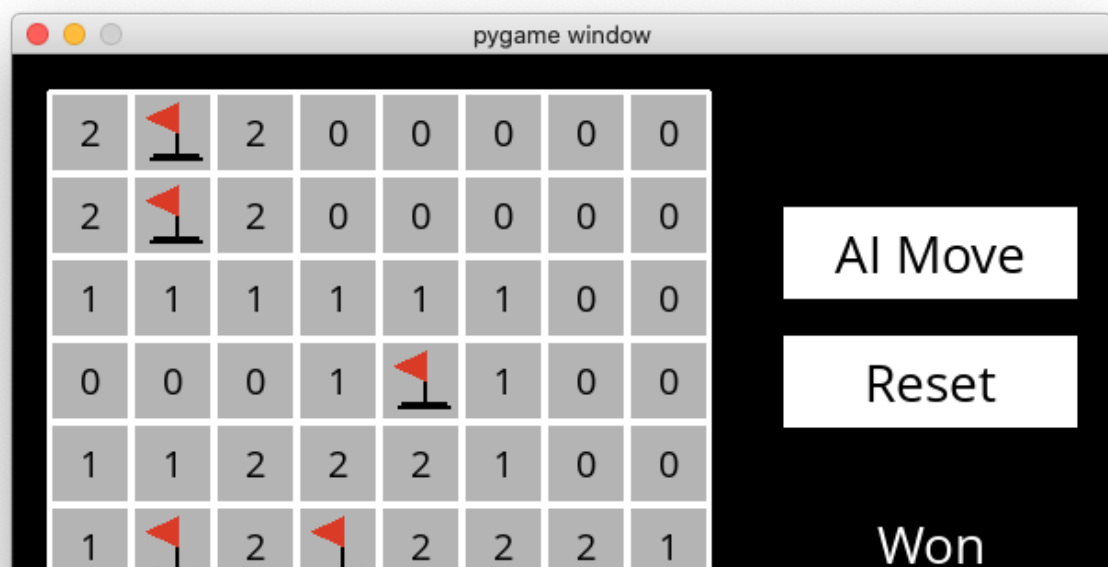 pygame window
2 2 0 0 0 0 0
2 2 0 0 0 0 0
AI Move
1 1 1 1 1 1 0 0
0 0 0 1 1 0 0
Reset
1 1 2 2 2 1 0 0
1 2 2 2 2 1
Won